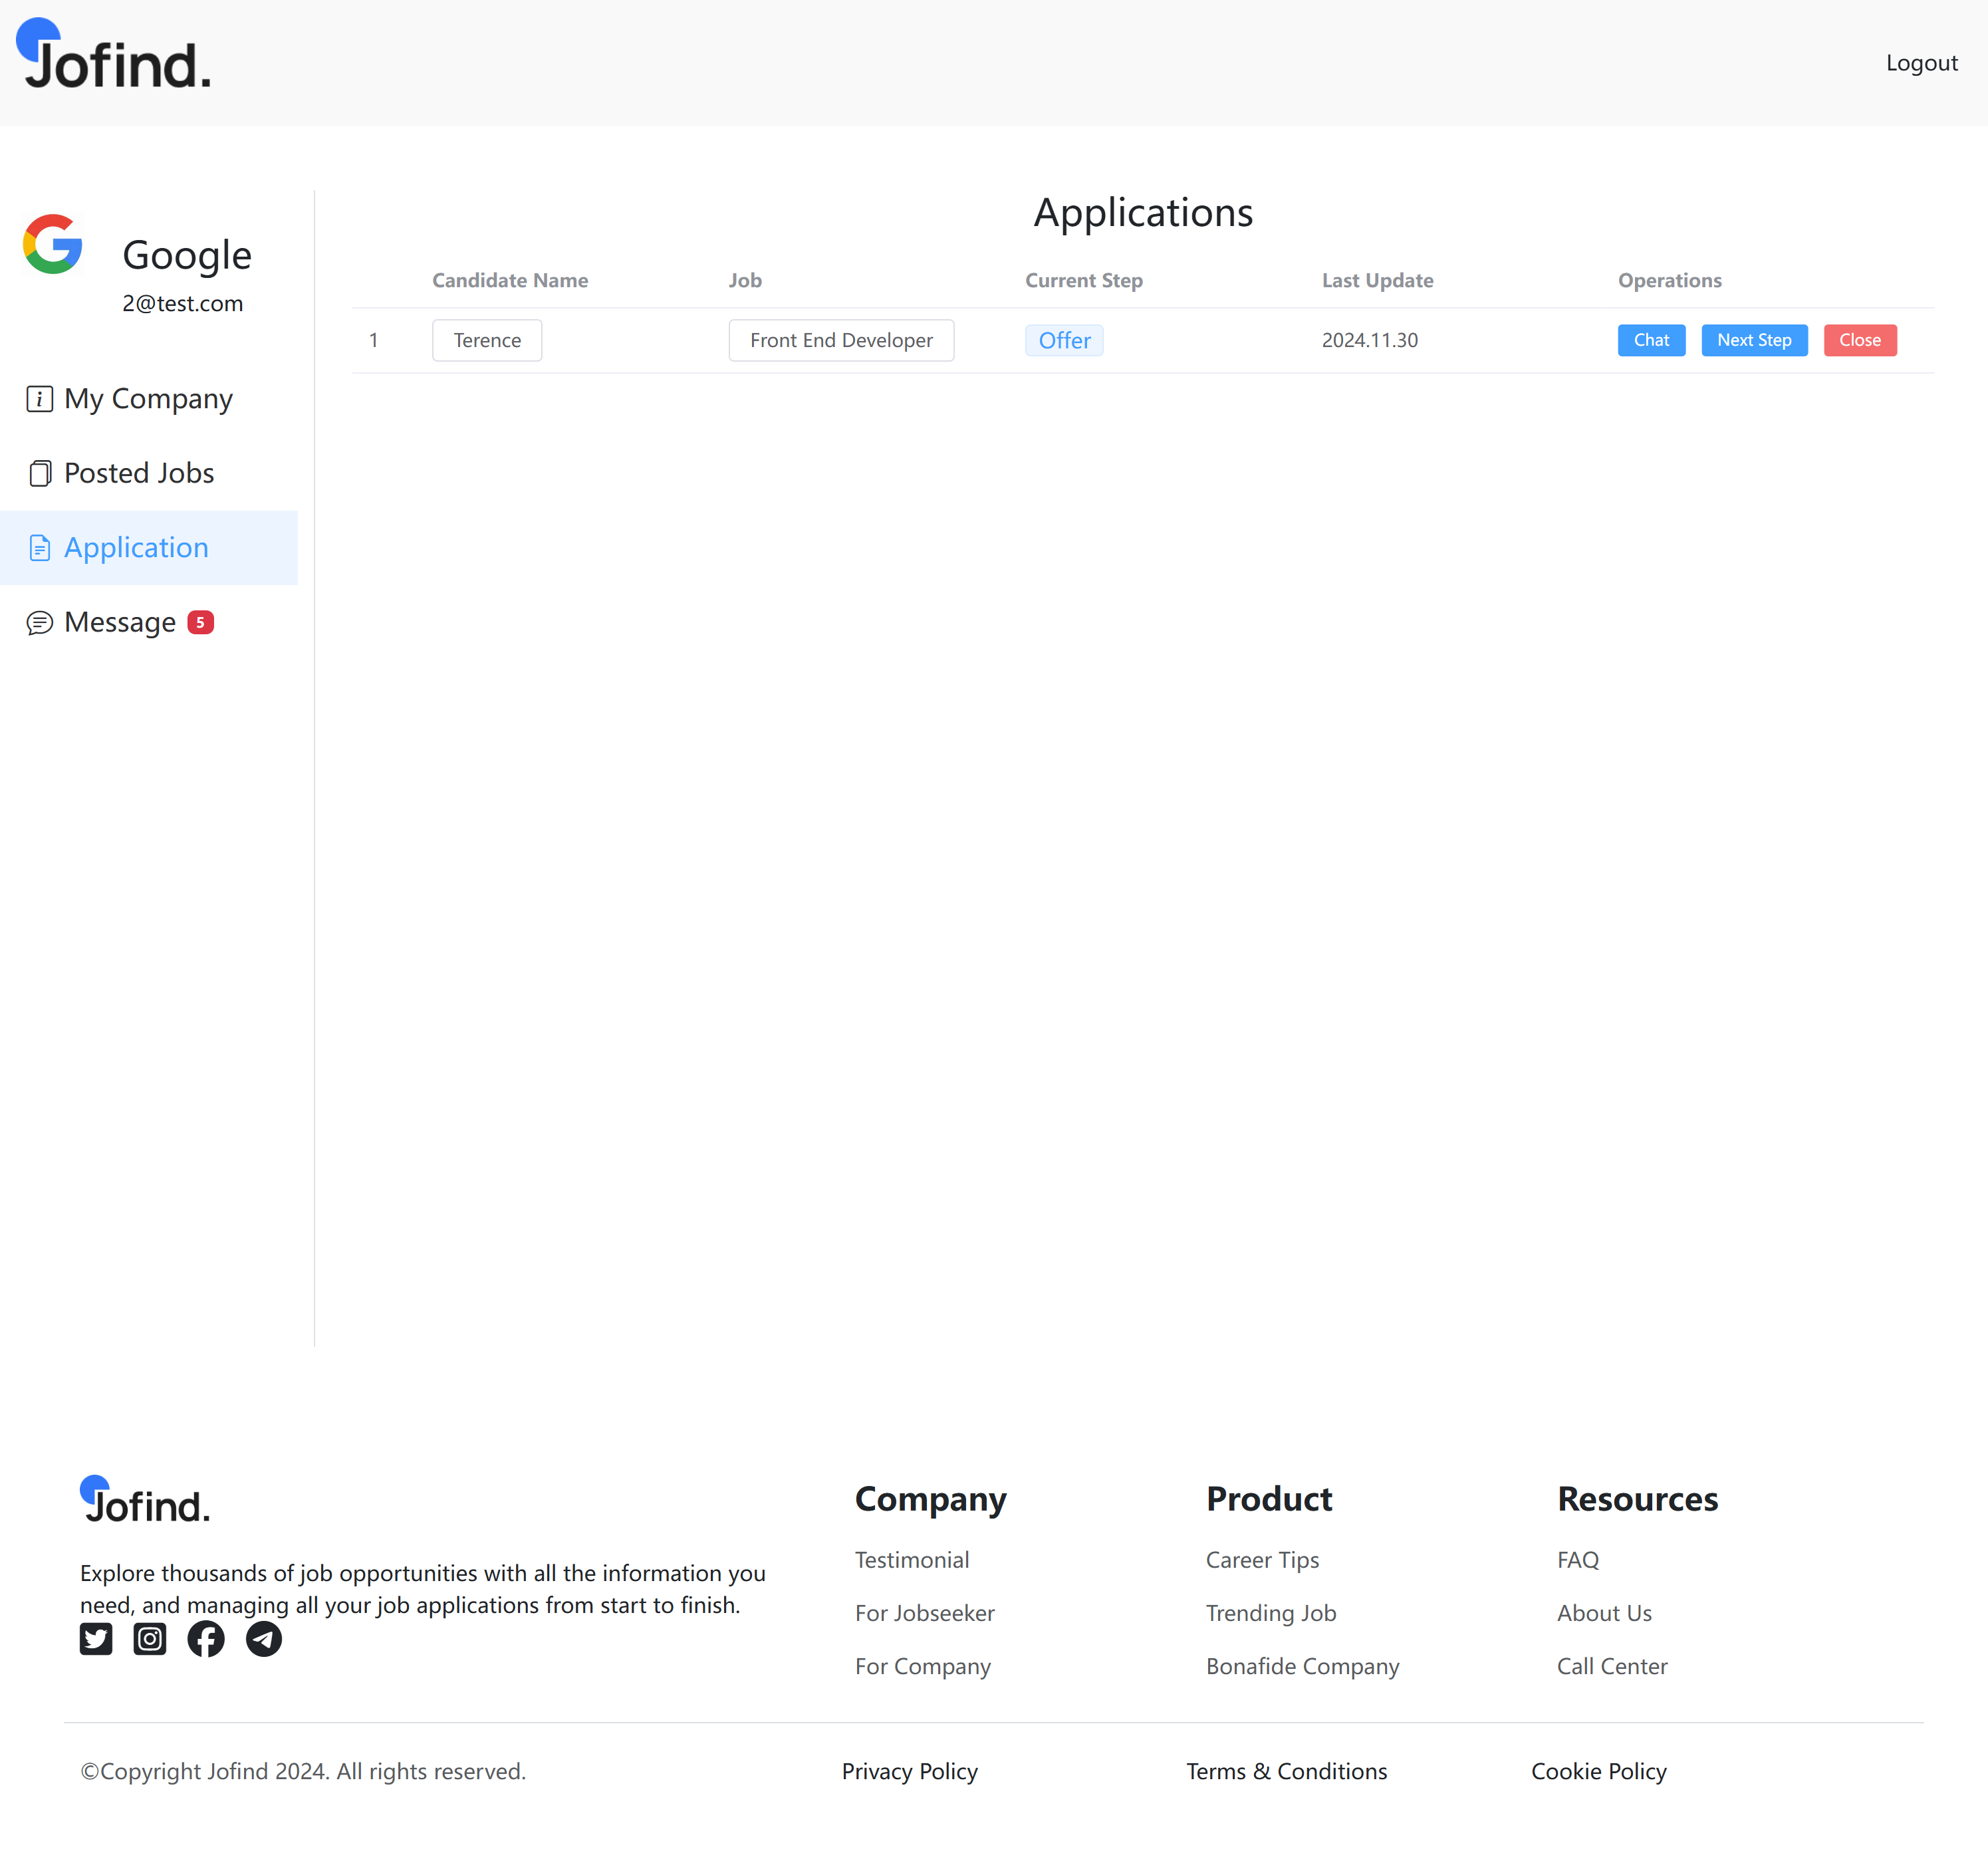 Jofind.
Logout
Google
2@test.com
My Company
Posted Jobs
Application
Message 5
Applications
Candidate Name Job Current Step Last Update Operations
1 Terence Front End Developer Offer 2024.11.30 Chat Next Step Close
Jofind.
Explore thousands of job opportunities with all the information you
need, and managing all your job applications from start to finish.
Company
Testimonial
For Jobseeker
For Company
Product
Career Tips
Trending Job
Bonafide Company
Resources
FAQ
About Us
Call Center
©Copyright Jofind 2024. All rights reserved.
Privacy Policy
Terms & Conditions
Cookie Policy